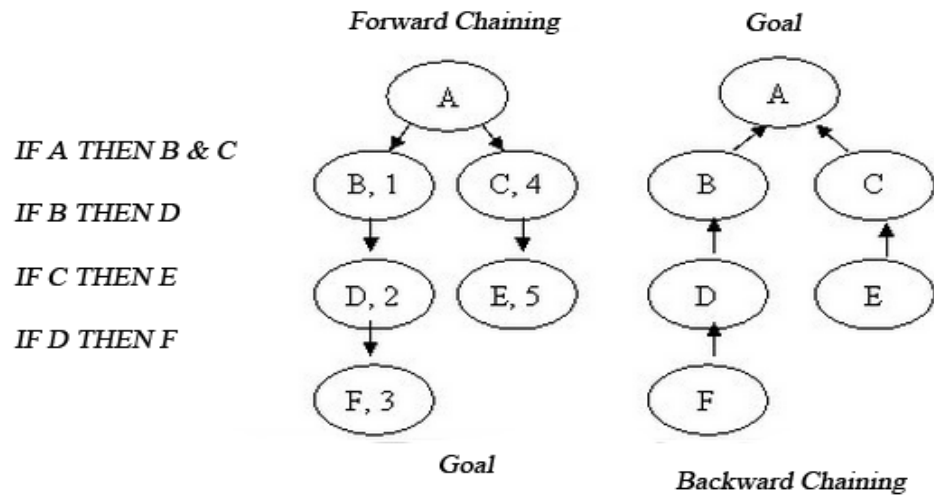 Forward Chaining
Goal
A
A
IF A THEN B & C
B, 1
C, 4
B
C
IF B THEN D
IF C THEN E
D, 2
E, 5
D
E
IF D THEN F
F, 3
F
Goal
Backward Chaining